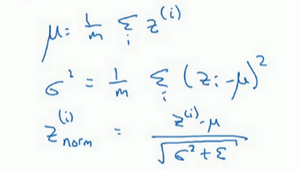 μ: 1/m Σ_i z^(i)
σ² = 1/m Σ_i (z_i - μ)²
z^(i)_norm = (z^(i) - μ) / √(σ² + ε)